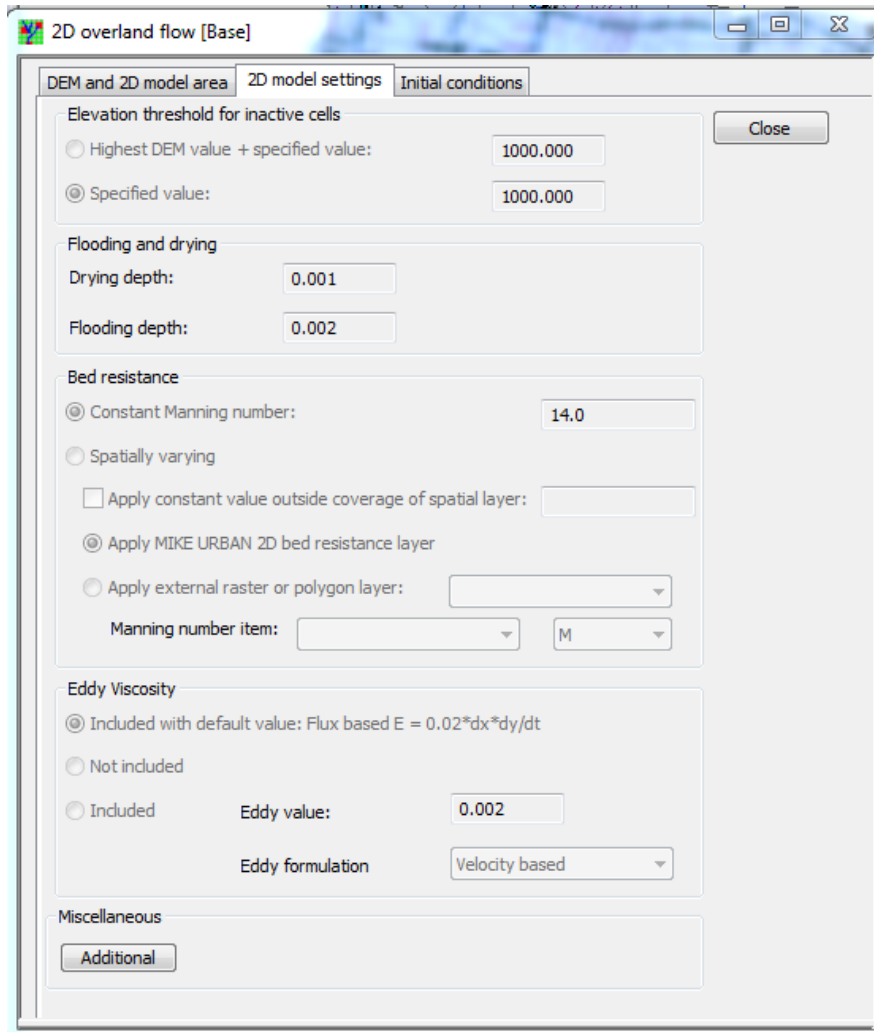 2D overland flow [Base]
DEM and 2D model area 2D model settings Initial conditions
Elevation threshold for inactive cells
Close
Highest DEM value + specified value: 1000.000
Specified value: 1000.000
Flooding and drying
Drying depth: 0.001
Flooding depth: 0.002
Bed resistance
Constant Manning number: 14.0
Spatially varying
Apply constant value outside coverage of spatial layer:
Apply MIKE URBAN 2D bed resistance layer
Apply external raster or polygon layer:
Manning number item: M
Eddy Viscosity
Included with default value: Flux based E = 0.02*dx*dy/dt
Not included
Included Eddy value: 0.002
Eddy formulation Velocity based
Miscellaneous
Additional